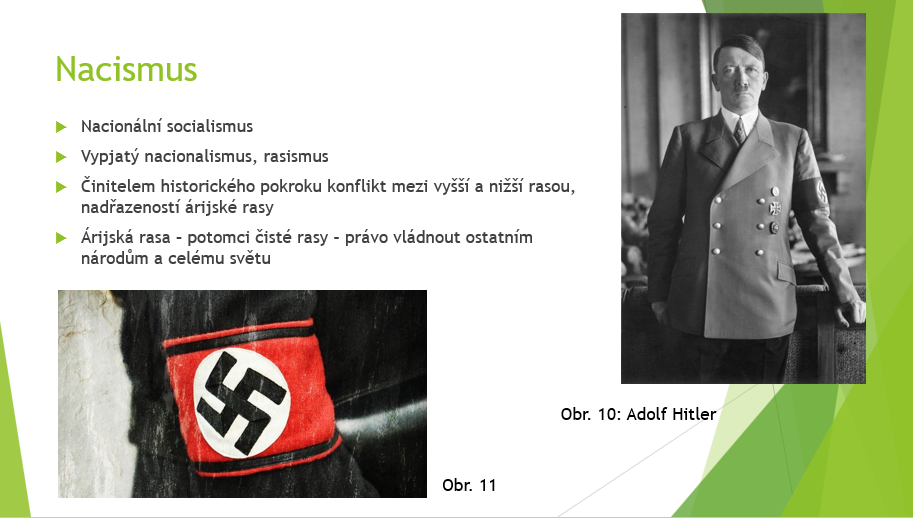 Nacismus
Nacionální socialismus
Vypjatý nacionalismus, rasismus
Činitelem historického pokroku konflikt mezi vyšší a nižší rasou,
nadřazeností árijské rasy
Árijská rasa – potomci čisté rasy – právo vládnout ostatním
národům a celému světu
Obr. 10: Adolf Hitler
Obr. 11